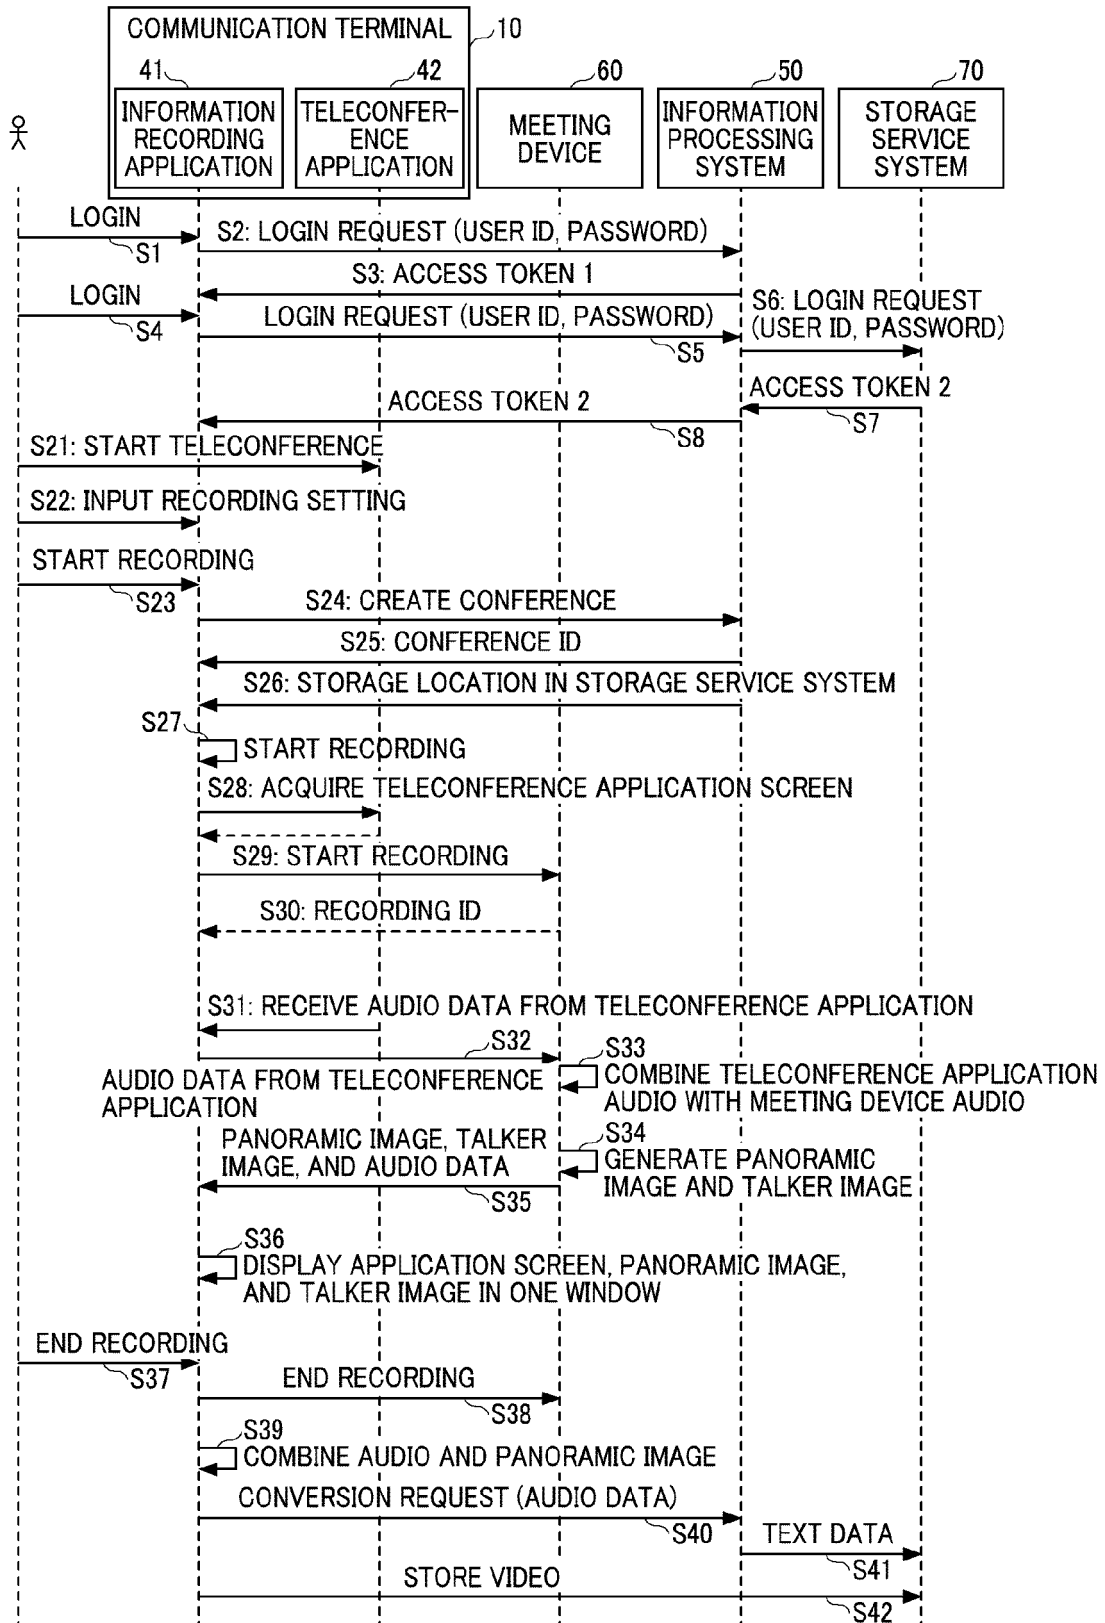 COMMUNICATION TERMINAL
10
41
42
60
50
70
INFORMATION
RECORDING
APPLICATION
TELECONFER-
ENCE
APPLICATION
MEETING
DEVICE
INFORMATION
PROCESSING
SYSTEM
STORAGE
SERVICE
SYSTEM
LOGIN
S1
S2: LOGIN REQUEST (USER ID, PASSWORD)
S3: ACCESS TOKEN 1
LOGIN
S4
LOGIN REQUEST (USER ID, PASSWORD)
S5
S6: LOGIN REQUEST
(USER ID, PASSWORD)
ACCESS TOKEN 2
S7
ACCESS TOKEN 2
S8
S21: START TELECONFERENCE
S22: INPUT RECORDING SETTING
START RECORDING
S23
S24: CREATE CONFERENCE
S25: CONFERENCE ID
S26: STORAGE LOCATION IN STORAGE SERVICE SYSTEM
S27
START RECORDING
S28: ACQUIRE TELECONFERENCE APPLICATION SCREEN
S29: START RECORDING
S30: RECORDING ID
S31: RECEIVE AUDIO DATA FROM TELECONFERENCE APPLICATION
S32
AUDIO DATA FROM TELECONFERENCE
APPLICATION
S33
COMBINE TELECONFERENCE APPLICATION
AUDIO WITH MEETING DEVICE AUDIO
S34
GENERATE PANORAMIC
IMAGE AND TALKER IMAGE
PANORAMIC IMAGE, TALKER
IMAGE, AND AUDIO DATA
S35
S36
DISPLAY APPLICATION SCREEN, PANORAMIC IMAGE,
AND TALKER IMAGE IN ONE WINDOW
END RECORDING
S37
END RECORDING
S38
S39
COMBINE AUDIO AND PANORAMIC IMAGE
CONVERSION REQUEST (AUDIO DATA)
S40
TEXT DATA
S41
STORE VIDEO
S42